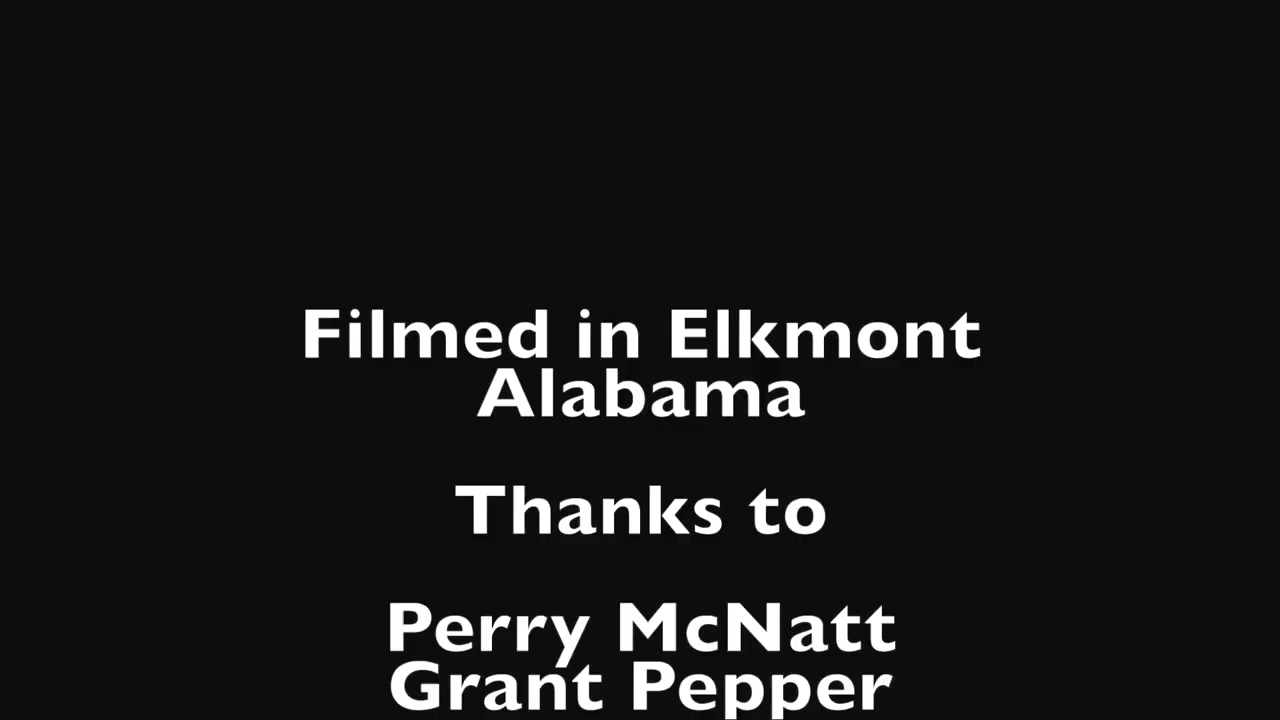 Filmed in Elkmont
Alabama
Thanks to
Perry McNatt
Grant Pepper